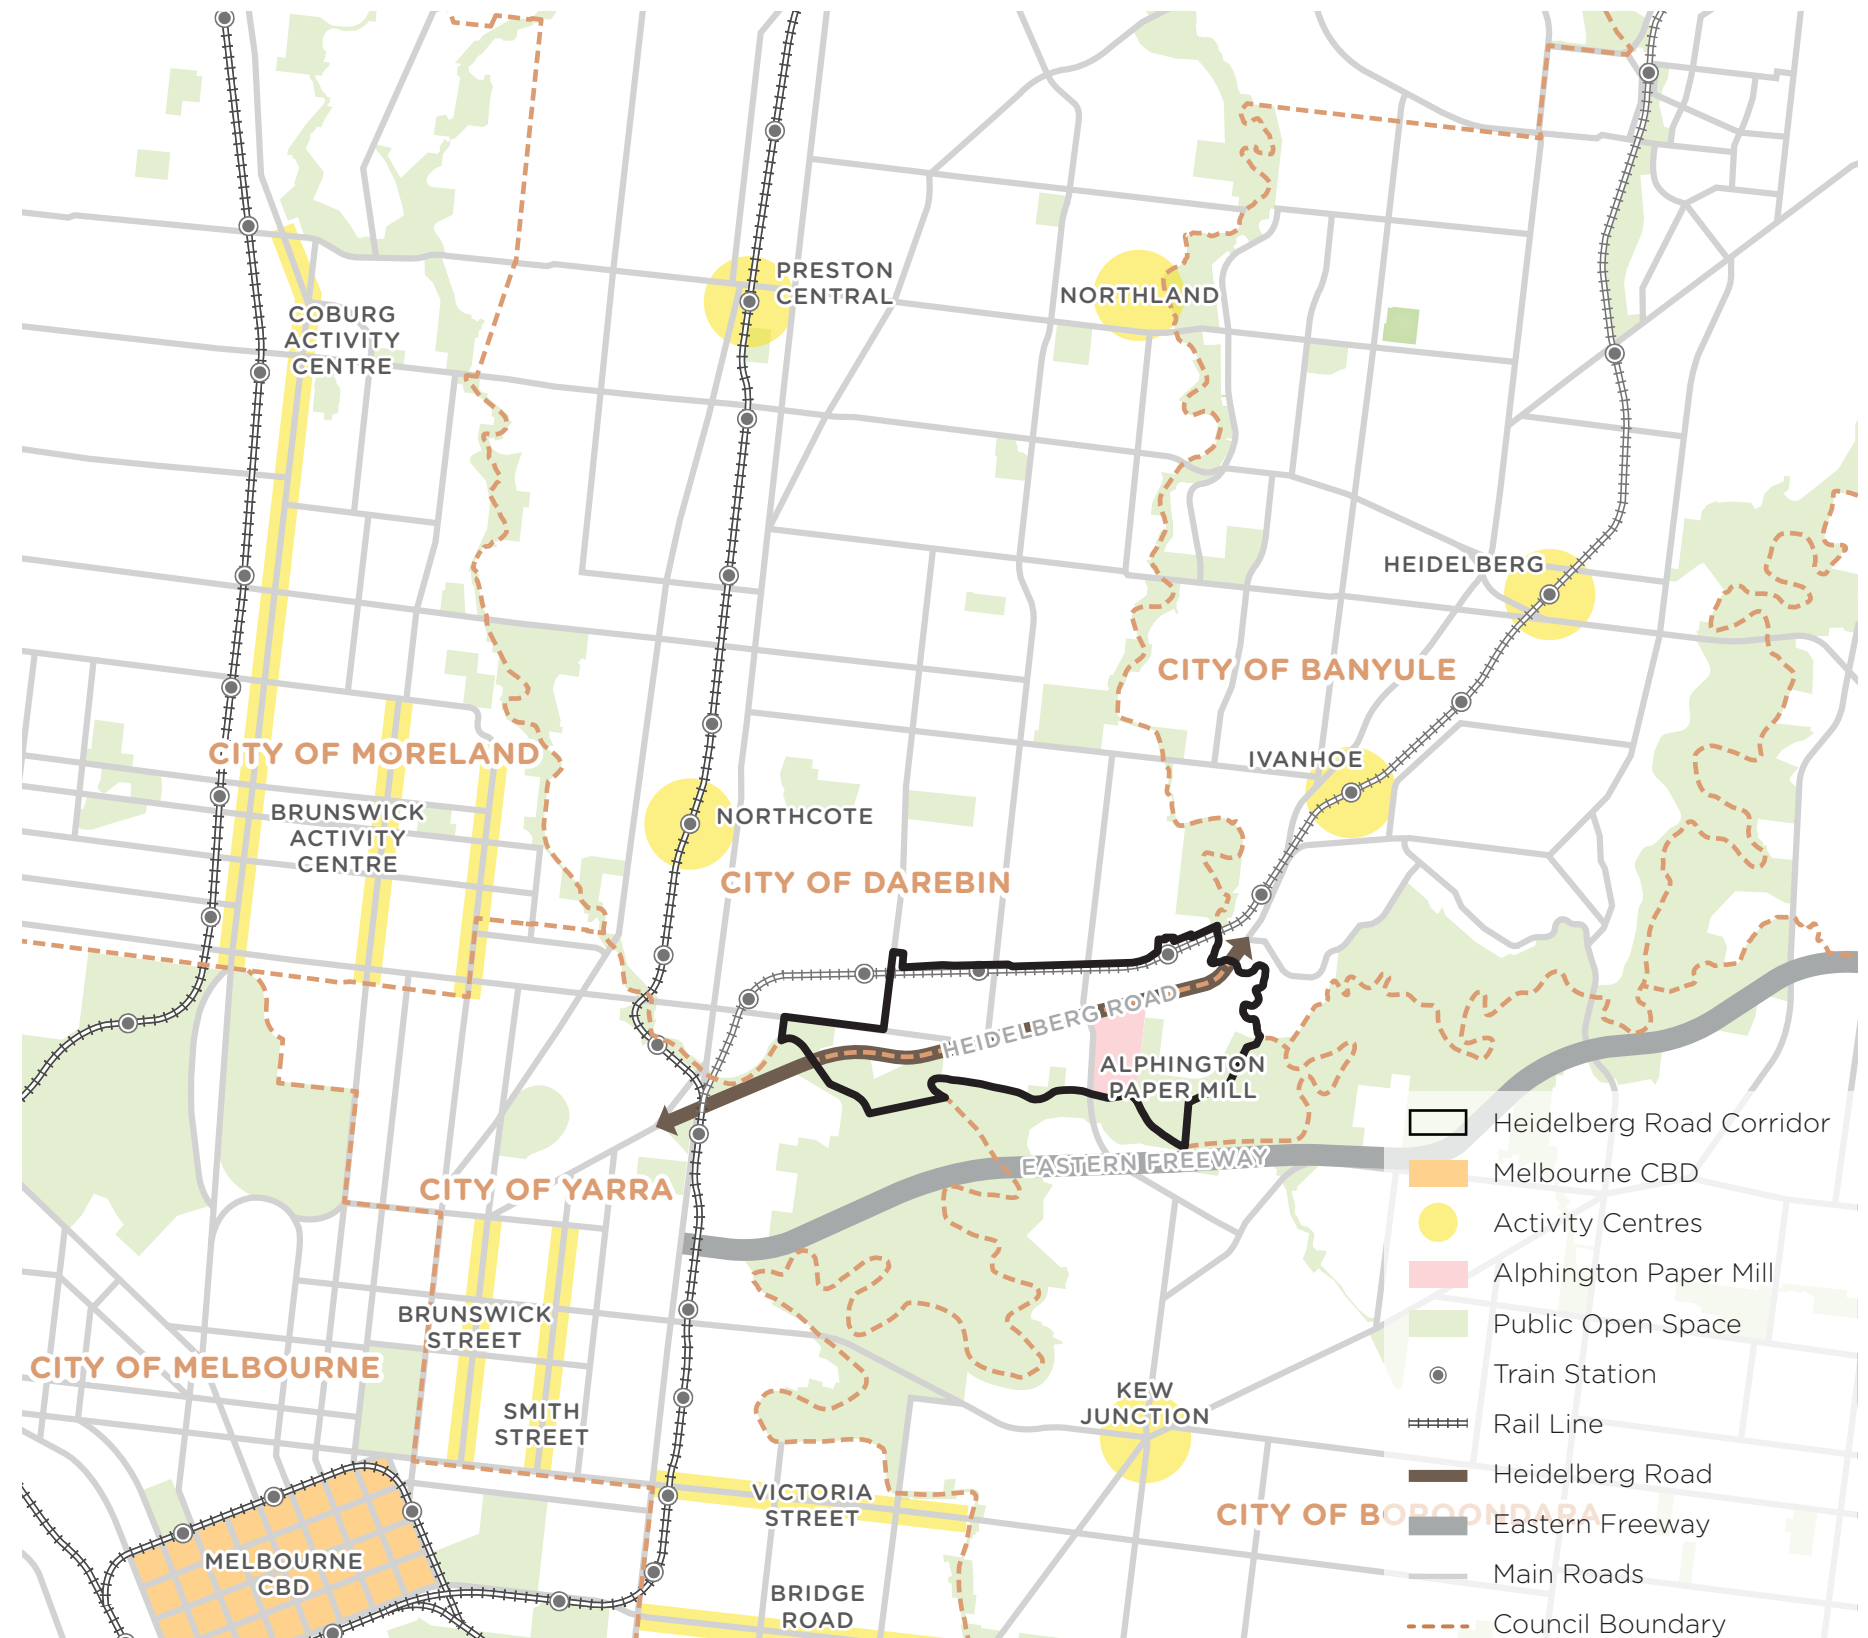 PRESTON
CENTRAL
NORTHLAND
COBURG
ACTIVITY
CENTRE
HEIDELBERG
CITY OF BANYULE
CITY OF MORELAND
IVANHOE
BRUNSWICK
ACTIVITY
CENTRE
NORTHCOTE
CITY OF DAREBIN
HEIDELBERG ROAD
ALPHINGTON
PAPER MILL
EASTERN FREEWAY
CITY OF YARRA
BRUNSWICK
STREET
CITY OF MELBOURNE
SMITH
STREET
KEW
JUNCTION
VICTORIA
STREET
CITY OF BOROONDARA
MELBOURNE
CBD
BRIDGE
ROAD
Heidelberg Road Corridor
Melbourne CBD
Activity Centres
Alphington Paper Mill
Public Open Space
Train Station
Rail Line
Heidelberg Road
Eastern Freeway
Main Roads
Council Boundary